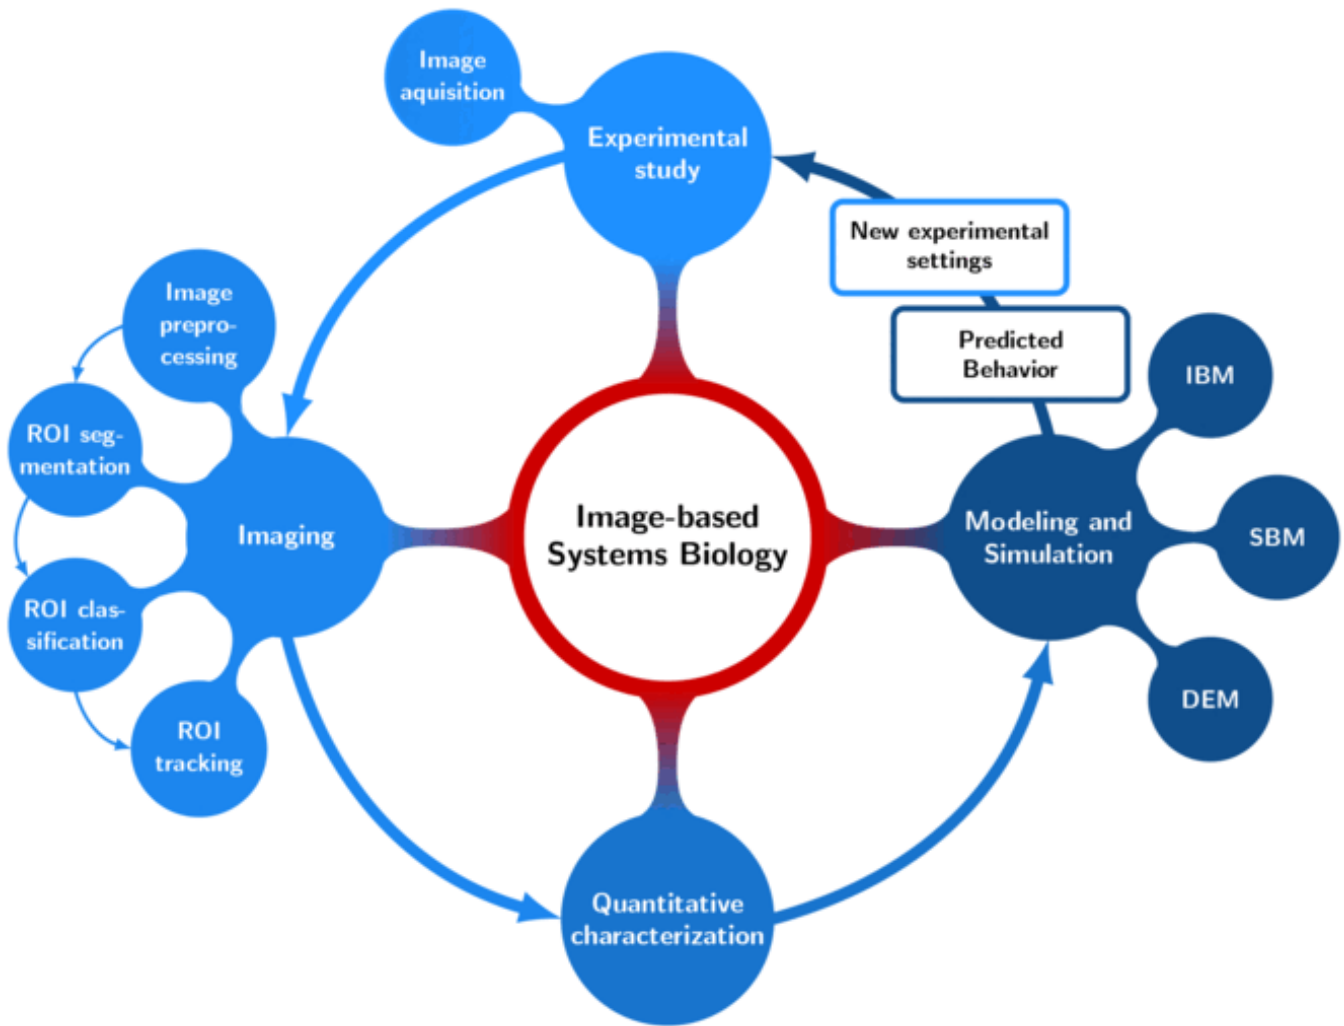 Image
aquisition
Experimental
study
New experimental
settings
Predicted
Behavior
Image
prepro-
cessing
ROI seg-
mentation
ROI clas-
sification
ROI
tracking
Imaging
Image-based
Systems Biology
Modeling and
Simulation
IBM
SBM
DEM
Quantitative
characterization